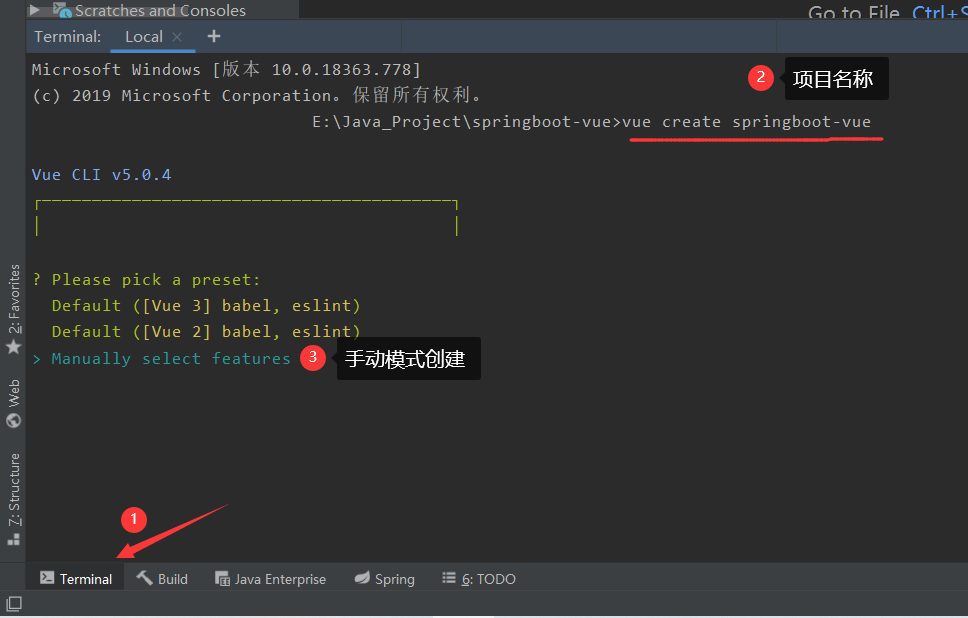 Scratches and Consoles
Go to File Ctrl+S
Terminal: Local × +
Microsoft Windows [版本 10.0.18363.778]
(c) 2019 Microsoft Corporation。保留所有权利。
2 项目名称
E:\Java_Project\springboot-vue>vue create springboot-vue
Vue CLI v5.0.4
? Please pick a preset:
Default ([Vue 3] babel, eslint)
Default ([Vue 2] babel, eslint)
> Manually select features
3 手动模式创建
2: Favorites
Web
7: Structure
1
Terminal Build Java Enterprise Spring 6: TODO